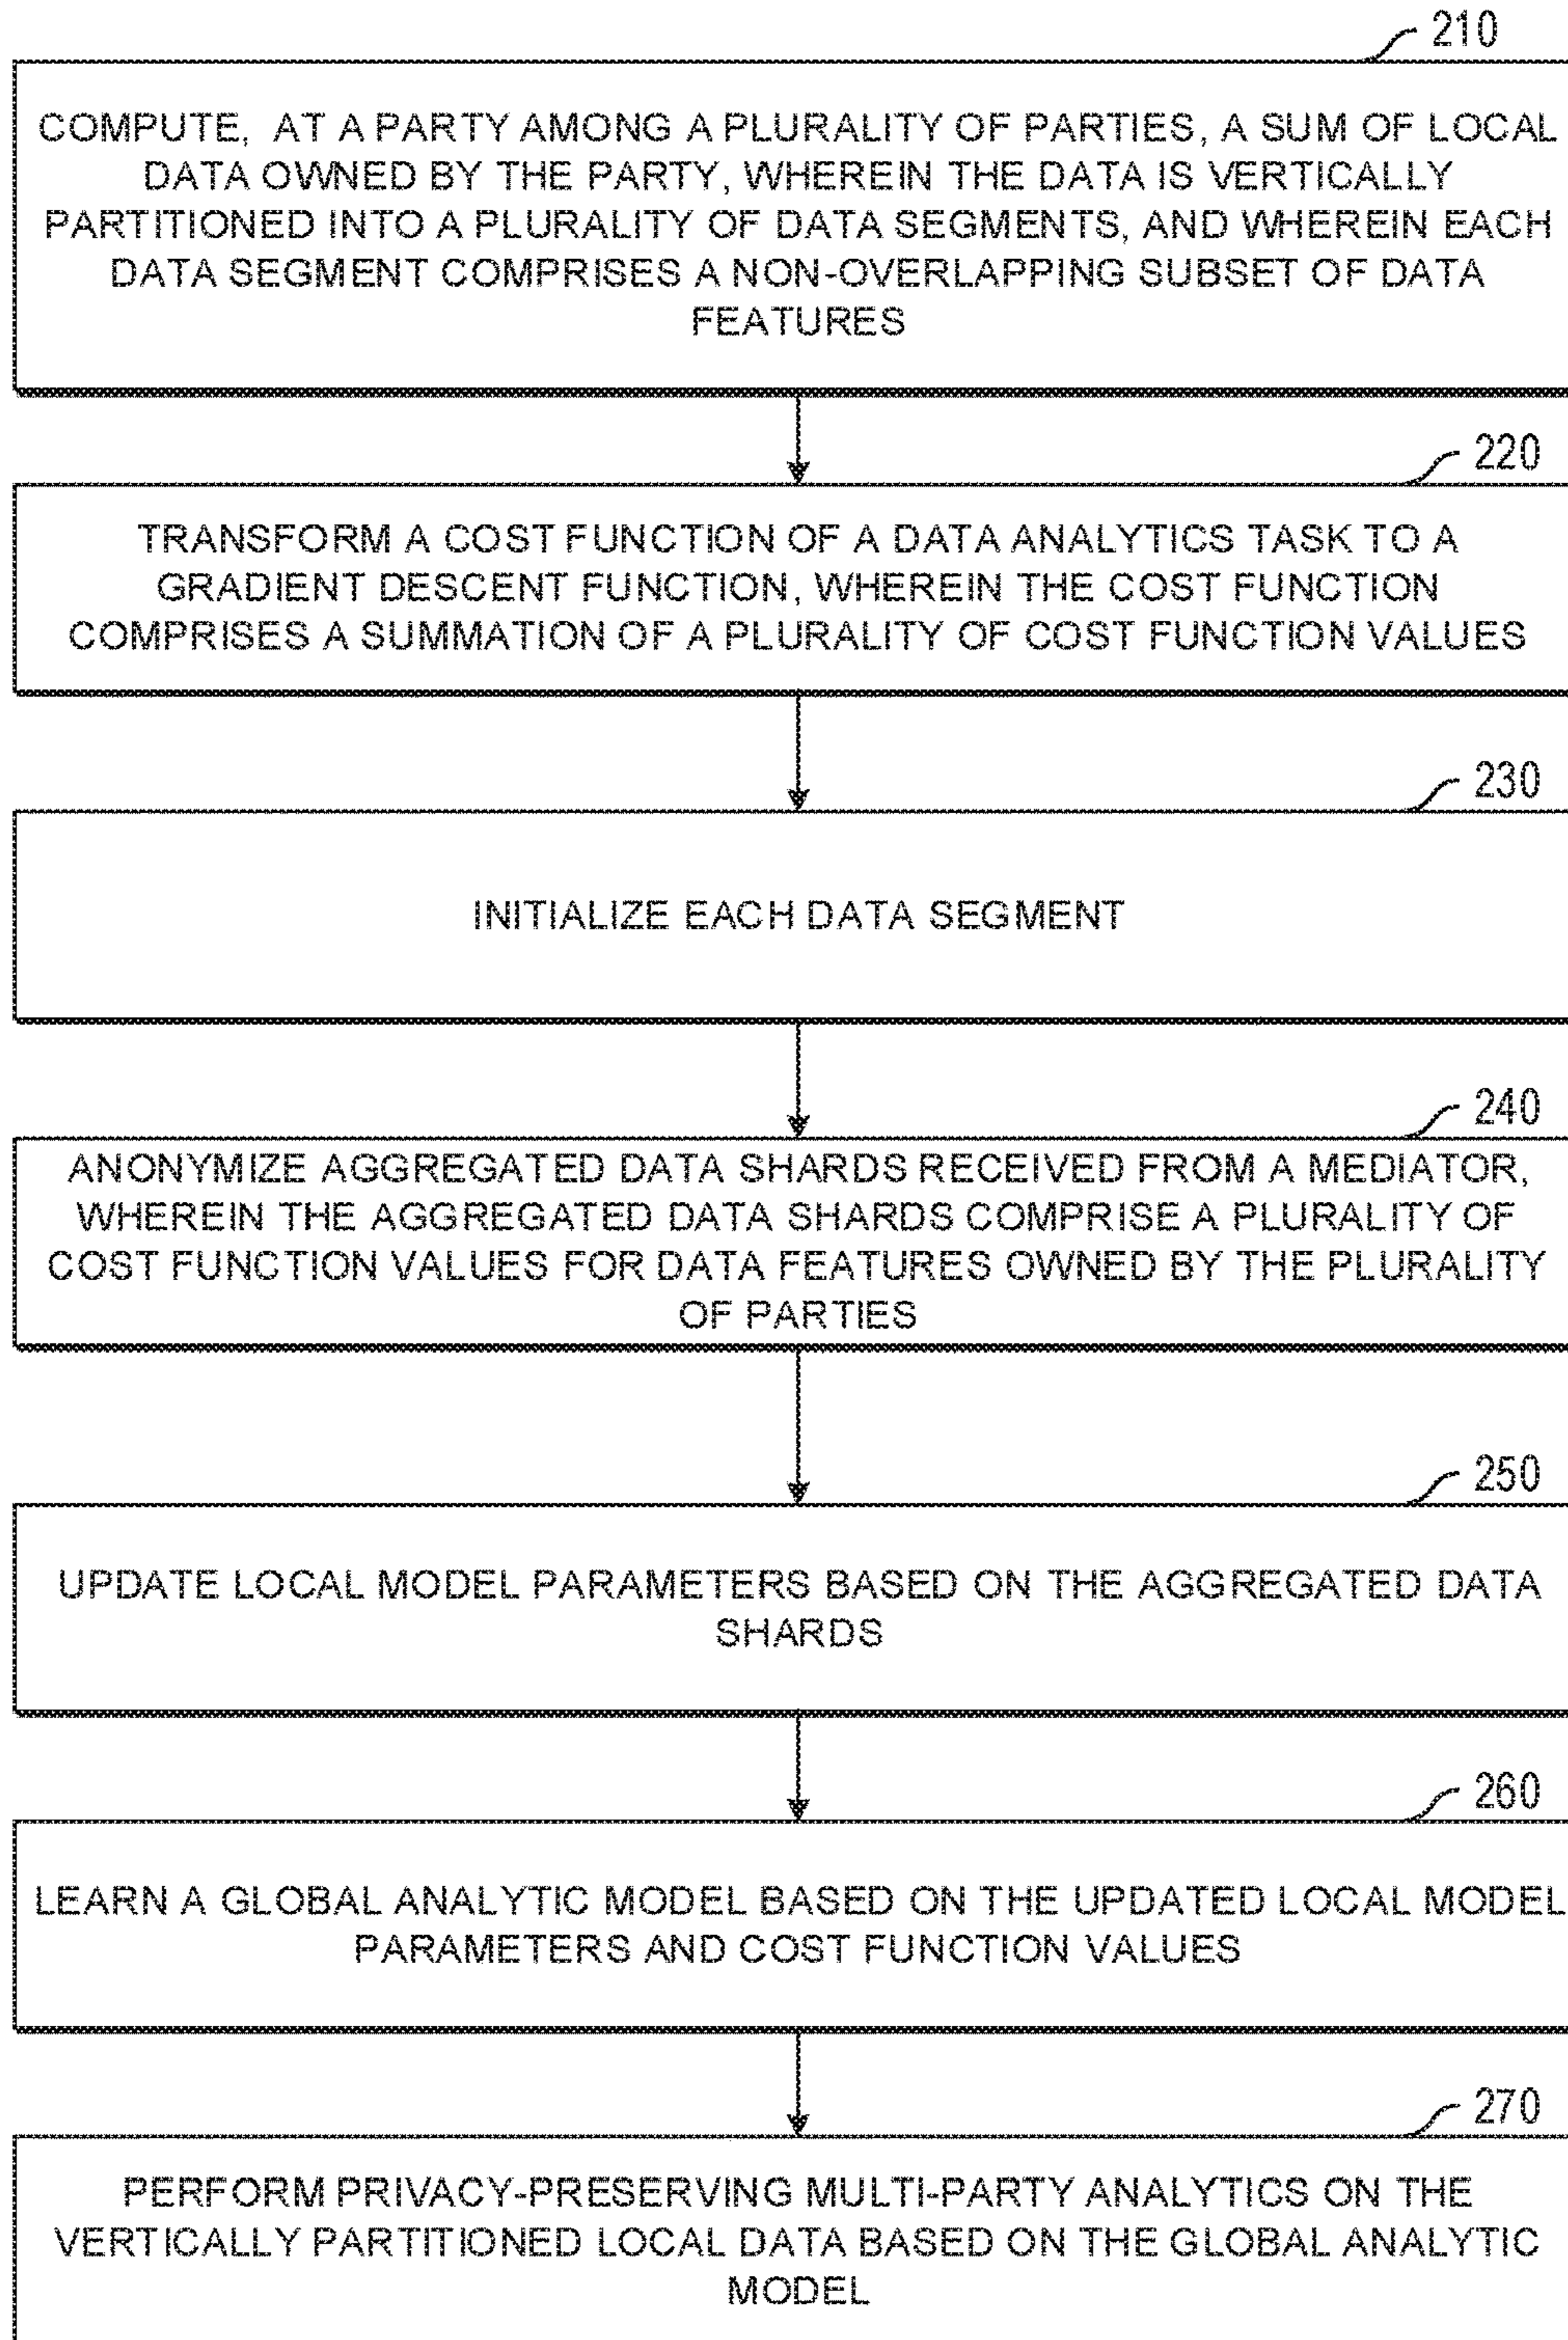 210
COMPUTE, AT A PARTY AMONG A PLURALITY OF PARTIES, A SUM OF LOCAL
DATA OWNED BY THE PARTY, WHEREIN THE DATA IS VERTICALLY
PARTITIONED INTO A PLURALITY OF DATA SEGMENTS, AND WHEREIN EACH
DATA SEGMENT COMPRISES A NON-OVERLAPPING SUBSET OF DATA
FEATURES
220
TRANSFORM A COST FUNCTION OF A DATA ANALYTICS TASK TO A
GRADIENT DESCENT FUNCTION, WHEREIN THE COST FUNCTION
COMPRISES A SUMMATION OF A PLURALITY OF COST FUNCTION VALUES
230
INITIALIZE EACH DATA SEGMENT
240
ANONYMIZE AGGREGATED DATA SHARDS RECEIVED FROM A MEDIATOR,
WHEREIN THE AGGREGATED DATA SHARDS COMPRISE A PLURALITY OF
COST FUNCTION VALUES FOR DATA FEATURES OWNED BY THE PLURALITY
OF PARTIES
250
UPDATE LOCAL MODEL PARAMETERS BASED ON THE AGGREGATED DATA
SHARDS
260
LEARN A GLOBAL ANALYTIC MODEL BASED ON THE UPDATED LOCAL MODEL
PARAMETERS AND COST FUNCTION VALUES
270
PERFORM PRIVACY-PRESERVING MULTI-PARTY ANALYTICS ON THE
VERTICALLY PARTITIONED LOCAL DATA BASED ON THE GLOBAL ANALYTIC
MODEL